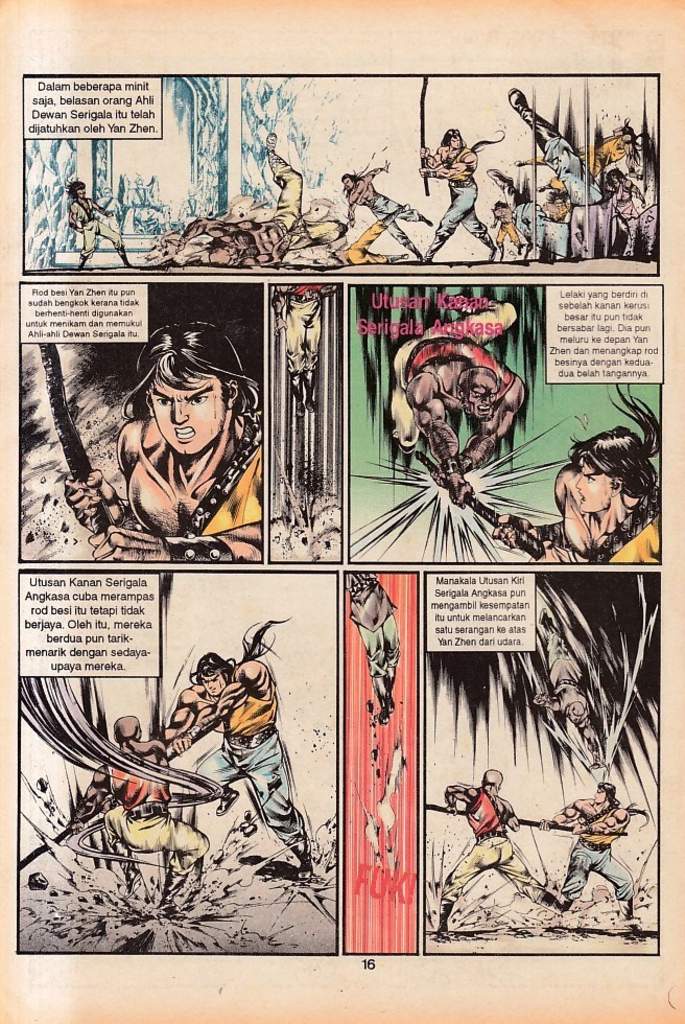 Dalam beberapa minit
saja, belasan orang Ahli
Dewan Serigala itu telah
dijatuhkan oleh Yan Zhen.
Rod besi Yan Zhen itu pun
sudah bengkok kerana tidak
berhenti-henti digunakan
untuk menikam dan memukul
Ahli-ahli Dewan Serigala itu.
Utusan Kanan
Serigala Angkasa
Lelaki yang berdiri di
sebelah kanan kerusi
besar itu pun tidak
bersabar lagi. Dia pun
meluru ke depan Yan
Zhen dan menangkap rod
besinya dengan kedua-
dua belah tangannya.
Utusan Kanan Serigala
Angkasa cuba merampas
rod besi itu tetapi tidak
berjaya. Oleh itu, mereka
berdua pun tarik-
menarik dengan sedaya-
upaya mereka.
FUK!
Manakala Utusan Kiri
Serigala Angkasa pun
mengambil kesempatan
itu untuk melancarkan
satu serangan ke atas
Yan Zhen dari udara.
16